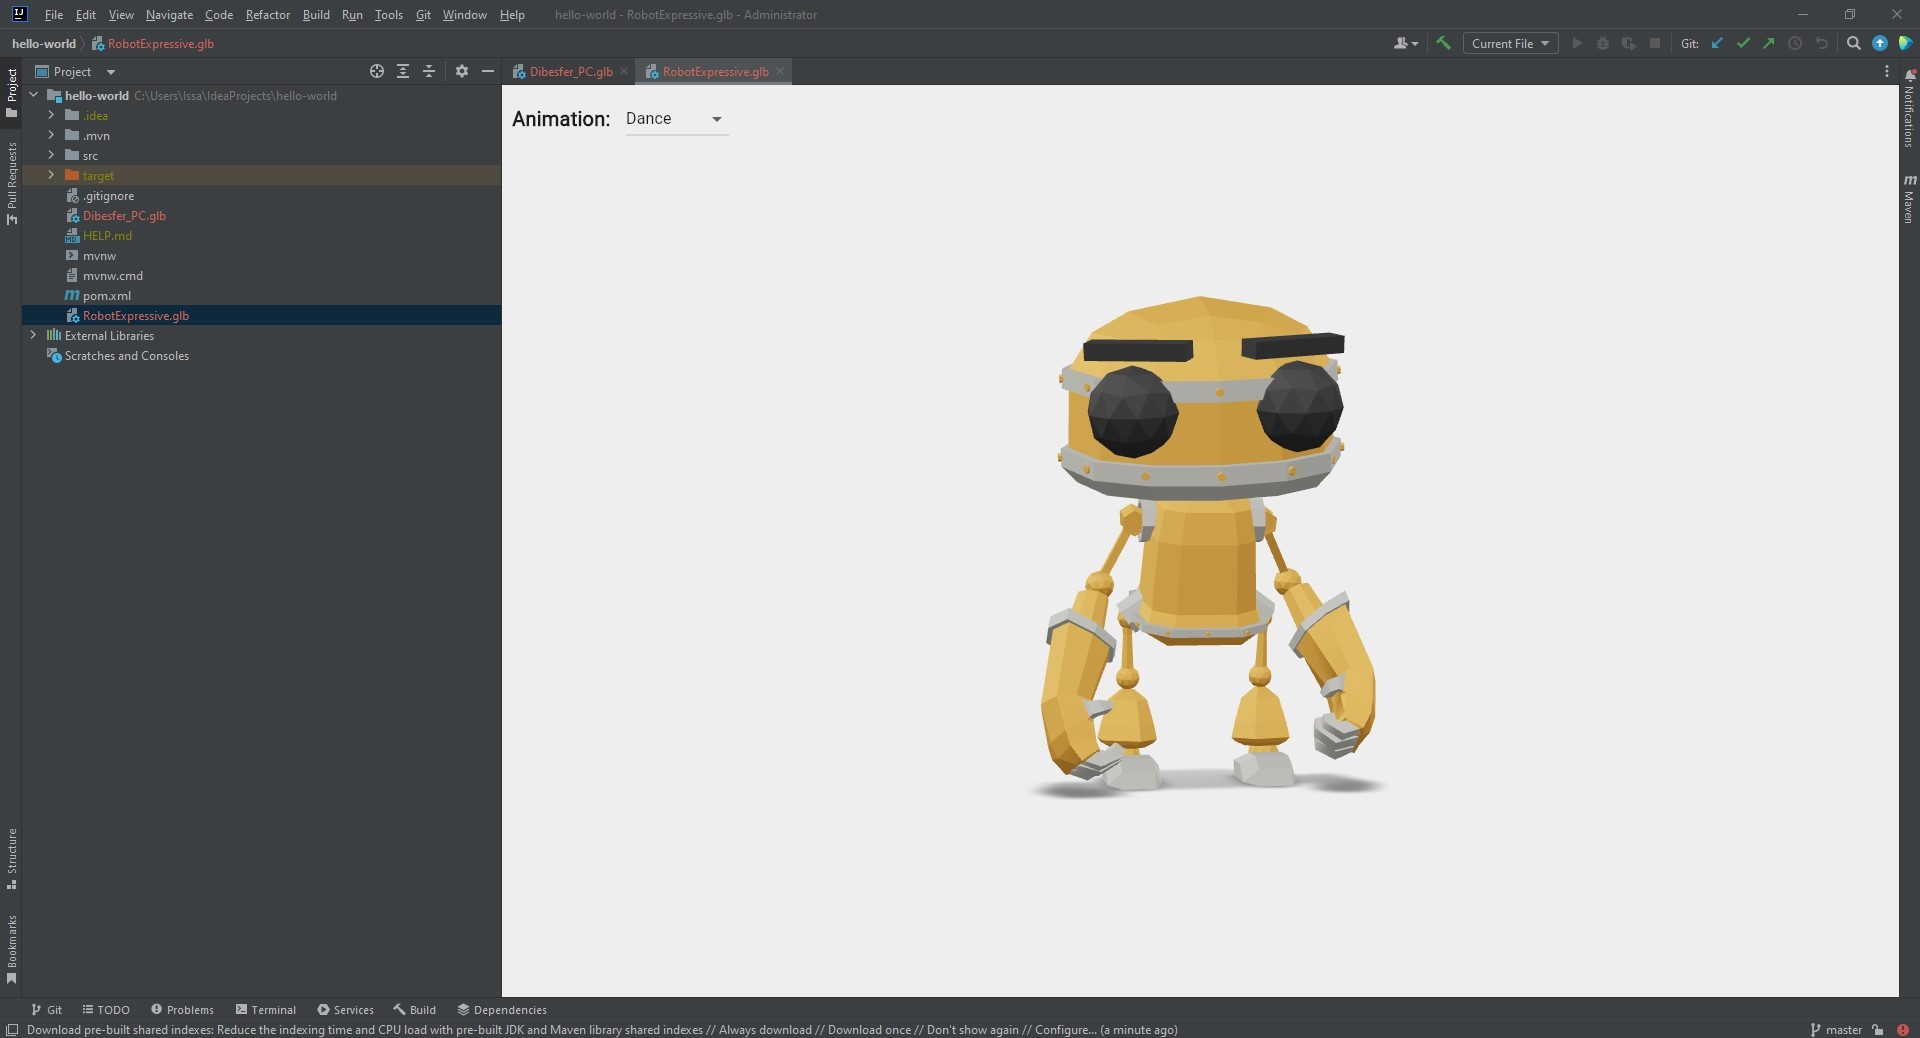 File Edit View Navigate Code Refactor Build Run Tools Git Window Help hello-world - RobotExpressive.glb - Administrator
hello-world RobotExpressive.glb
Current File
Git:
Project
Dibesfer_PC.glb
RobotExpressive.glb
hello-world C:\Users\Issa\IdeaProjects\hello-world
.idea
.mvn
src
target
.gitignore
Dibesfer_PC.glb
HELP.md
mvnw
mvnw.cmd
pom.xml
RobotExpressive.glb
External Libraries
Scratches and Consoles
Animation: Dance
Project
Pull Requests
Structure
Bookmarks
Notifications
Maven
Git TODO Problems Terminal Services Build Dependencies
Download pre-built shared indexes: Reduce the indexing time and CPU load with pre-built JDK and Maven library shared indexes // Always download // Download once // Don't show again // Configure... (a minute ago)
master